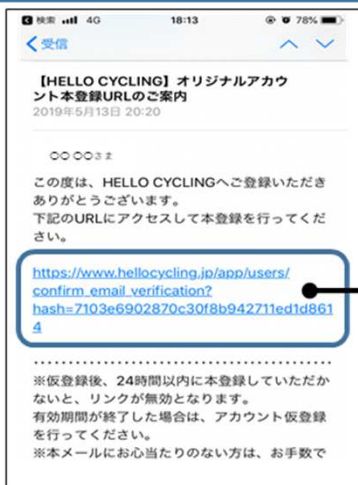 検索 4G 18:13 78%
受信
【HELLO CYCLING】オリジナルアカウ
ント本登録URLのご案内
2019年5月13日 20:20
○○ ○○さま
この度は、HELLO CYCLINGへご登録いただき
ありがとうございます。
下記のURLにアクセスして本登録を行ってくだ
さい。
https://www.hellocycling.jp/app/users/
confirm_email_verification?
hash=7103e6902870c30f8b942711ed1d861
4
※仮登録後、24時間以内に本登録していただか
ないと、リンクが無効となります。
有効期間が終了した場合は、アカウント仮登録
を行ってください。
※本メールにお心当たりのない方は、お手数で